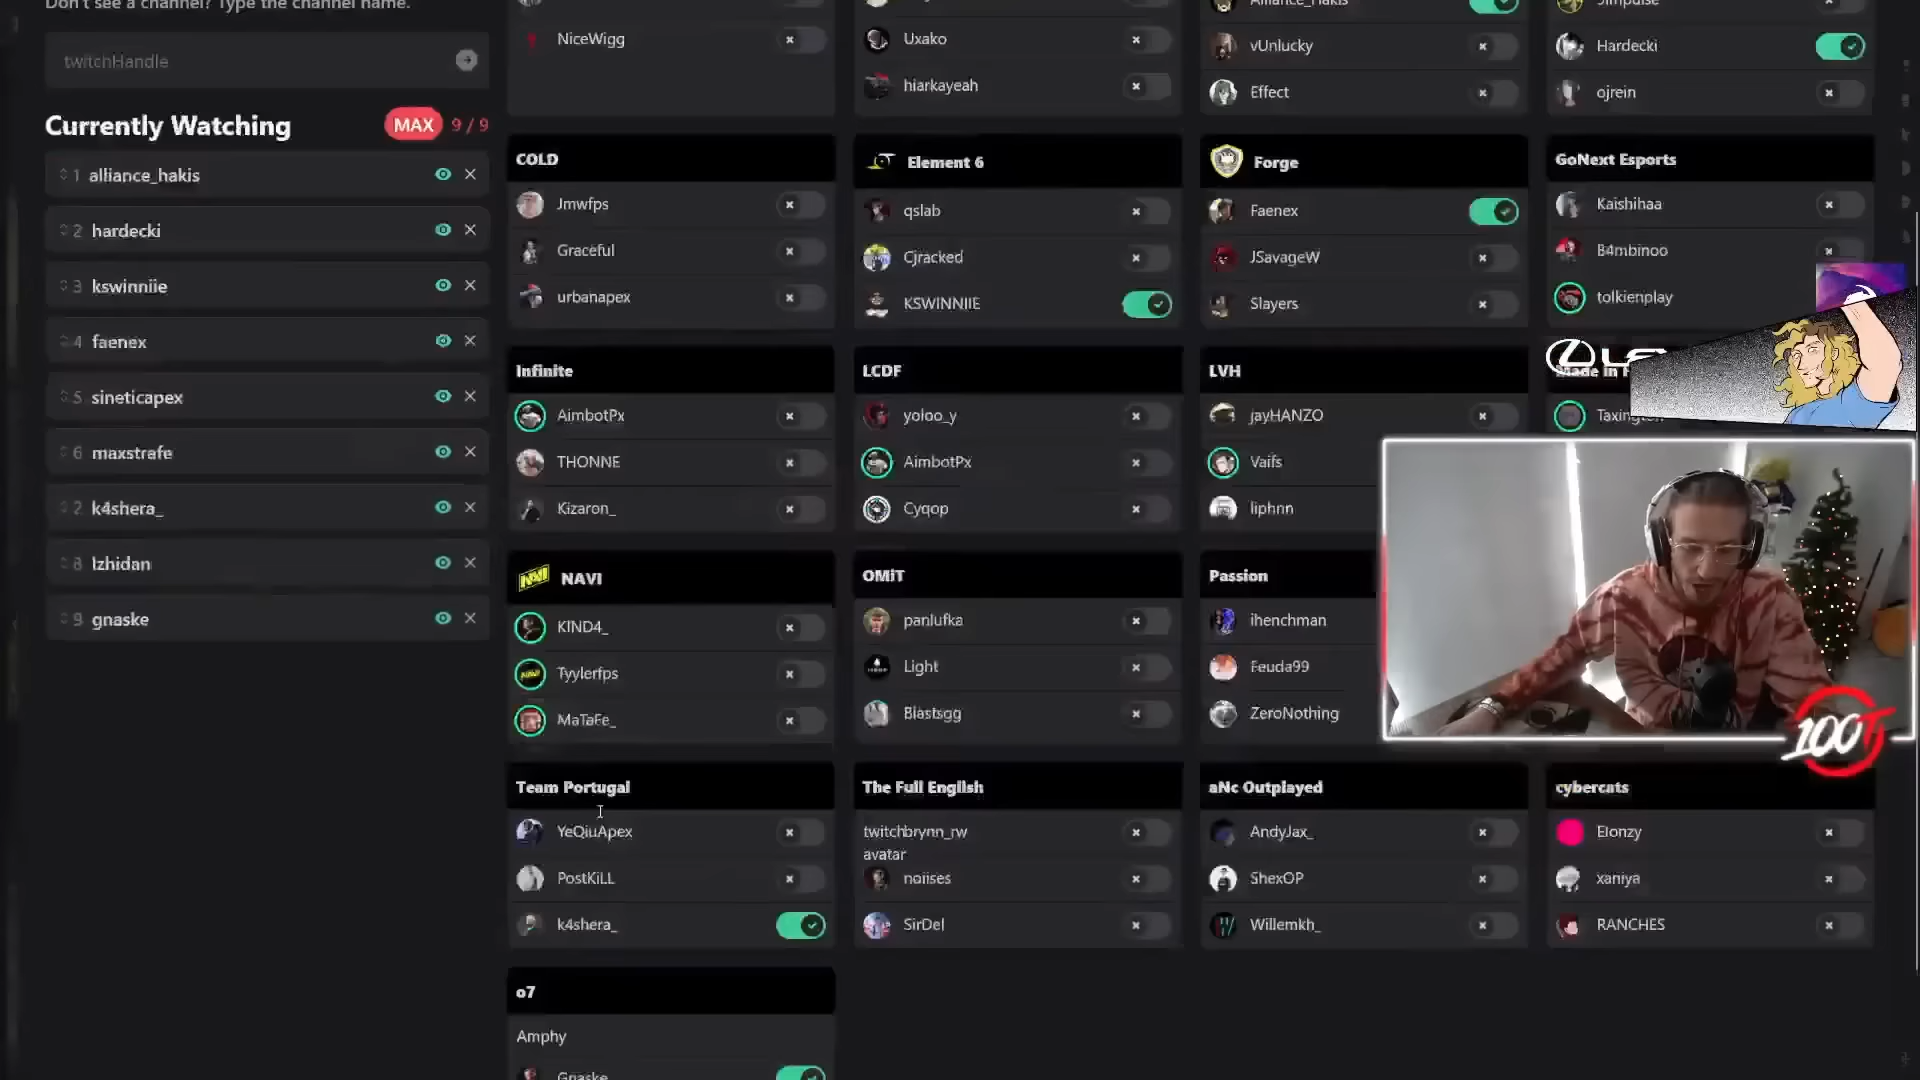 Don't see a channel? Type the channel name.
twitchHandle
Currently Watching
MAX 9 / 9
1 alliance_hakis
2 hardecki
3 kswinniie
4 faenex
5 sineticapex
6 maxstrafe
k4shera_
8 lzhidan
9 gnaske
NiceWigg
Uxako
hiarkayeah
Alliance_Hakis
vUnlucky
Effect
Hardecki
ojrein
COLD
Jmwfps
Graceful
urbanapex
Element 6
qslab
Cjracked
KSWINNIIE
Forge
Faenex
JSavageW
Slayers
GoNext Esports
Kaishihaa
B4mbinoo
tolkienplay
Infinite
AimbotPx
THONNE
Kizaron_
LCDF
yoloo_y
AimbotPx
Cyqop
LVH
jayHANZO
Vaifs
liphnn
Made in
NAVI
KIND4_
Tyylerfps
MaTaFe_
OMiT
panlufka
Light
Blastsgg
Passion
ihenchman
Feuda99
ZeroNothing
100T
Team Portugal
YeQiuApex
PostKiLL
k4shera_
The Full English
twitchbrynn_rw
avatar
noiises
SirDel
aNc Outplayed
AndyJax_
ShexOP
Willemkh_
cybercats
Elonzy
xaniya
RANCHES
o7
Amphy
Gnaske